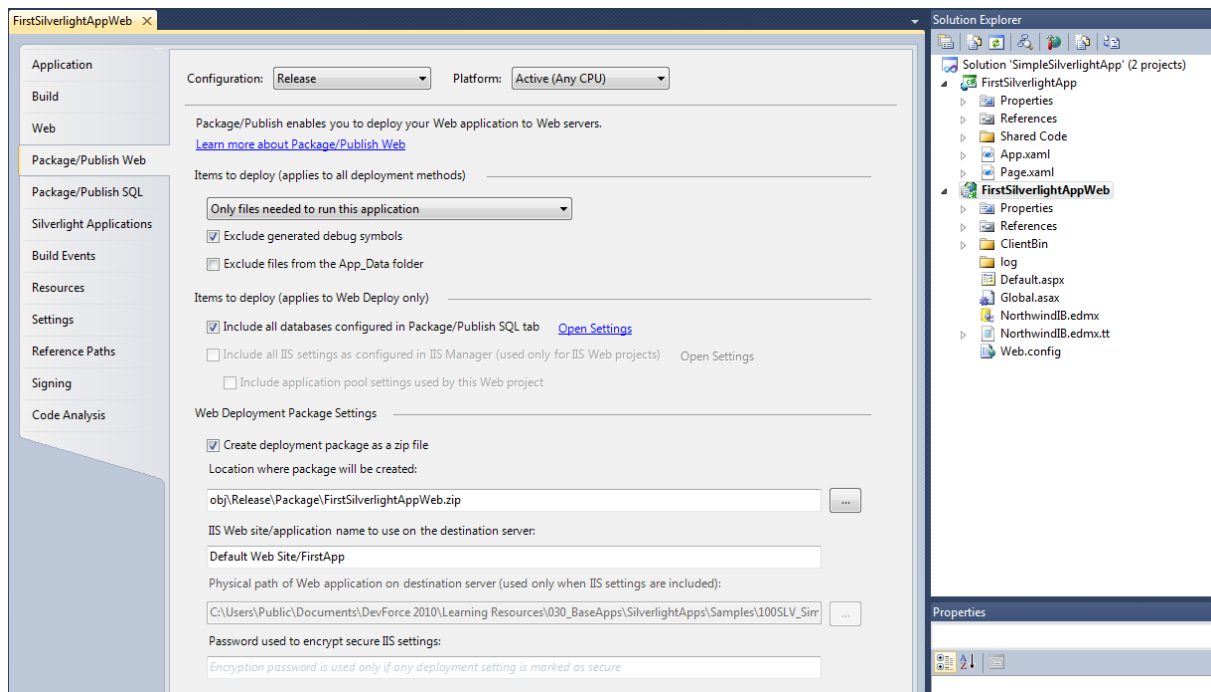 FirstSilverlightAppWeb
Application
Build
Web
Package/Publish Web
Package/Publish SQL
Silverlight Applications
Build Events
Resources
Settings
Reference Paths
Signing
Code Analysis
Configuration: Release Platform: Active (Any CPU)
Package/Publish enables you to deploy your Web application to Web servers.
Learn more about Package/Publish Web
Items to deploy (applies to all deployment methods)
Only files needed to run this application
Exclude generated debug symbols
Exclude files from the App_Data folder
Items to deploy (applies to Web Deploy only)
Include all databases configured in Package/Publish SQL tab Open Settings
Include all IIS settings as configured in IIS Manager (used only for IIS Web projects) Open Settings
Include application pool settings used by this Web project
Web Deployment Package Settings
Create deployment package as a zip file
Location where package will be created:
obj\Release\Package\FirstSilverlightAppWeb.zip ...
IIS Web site/application name to use on the destination server:
Default Web Site/FirstApp
Physical path of Web application on destination server (used only when IIS settings are included):
C:\Users\Public\Documents\DevForce 2010\Learning Resources\030_BaseApps\SilverlightApps\Samples\100SLV_Sim ...
Password used to encrypt secure IIS settings:
Encryption password is used only if any deployment setting is marked as secure
Solution Explorer
Solution 'SimpleSilverlightApp' (2 projects)
FirstSilverlightApp
Properties
References
Shared Code
App.xaml
Page.xaml
FirstSilverlightAppWeb
Properties
References
ClientBin
log
Default.aspx
Global.asax
NorthwindIB.edmx
NorthwindIB.edmx.tt
Web.config
Properties